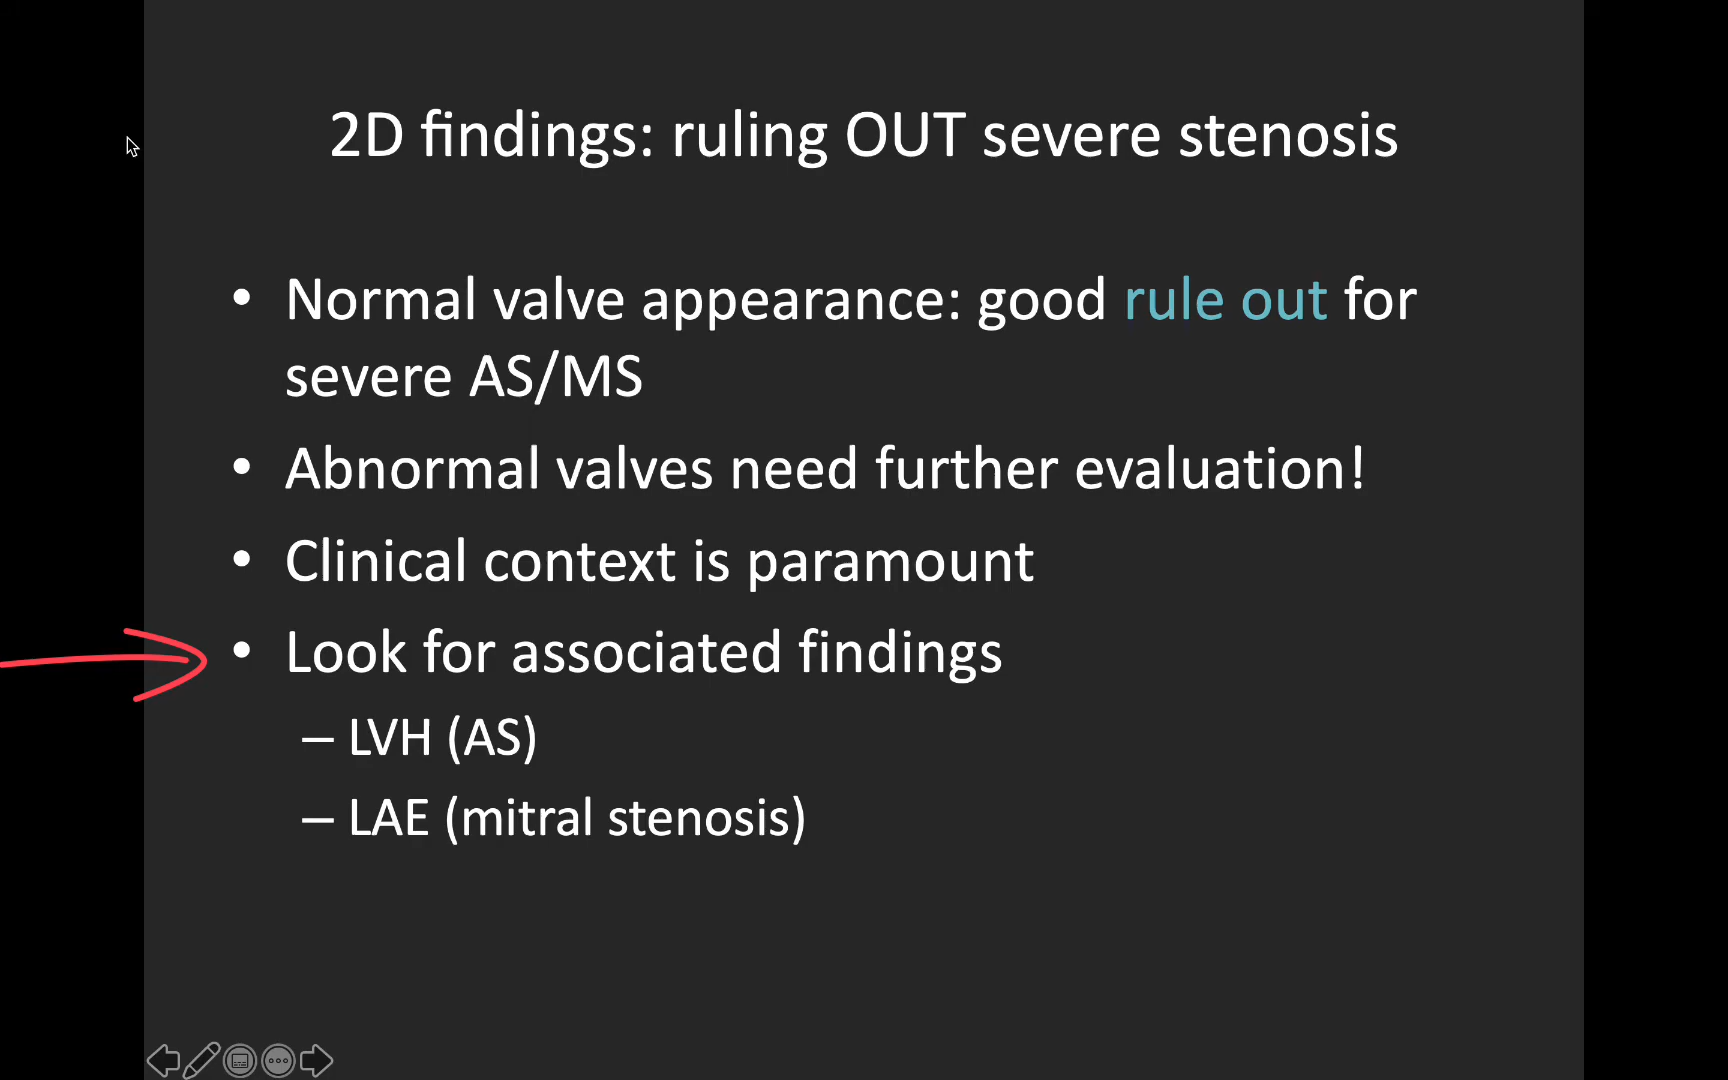 2D findings: ruling OUT severe stenosis
• Normal valve appearance: good rule out for
severe AS/MS
• Abnormal valves need further evaluation!
• Clinical context is paramount
• Look for associated findings
– LVH (AS)
– LAE (mitral stenosis)